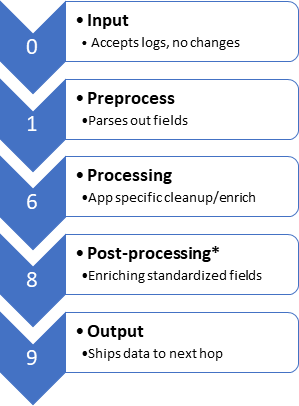 0
• Input
• Accepts logs, no changes
1
• Preprocess
•Parses out fields
6
• Processing
•App specific cleanup/enrich
8
• Post-processing*
•Enriching standardized fields
9
• Output
•Ships data to next hop